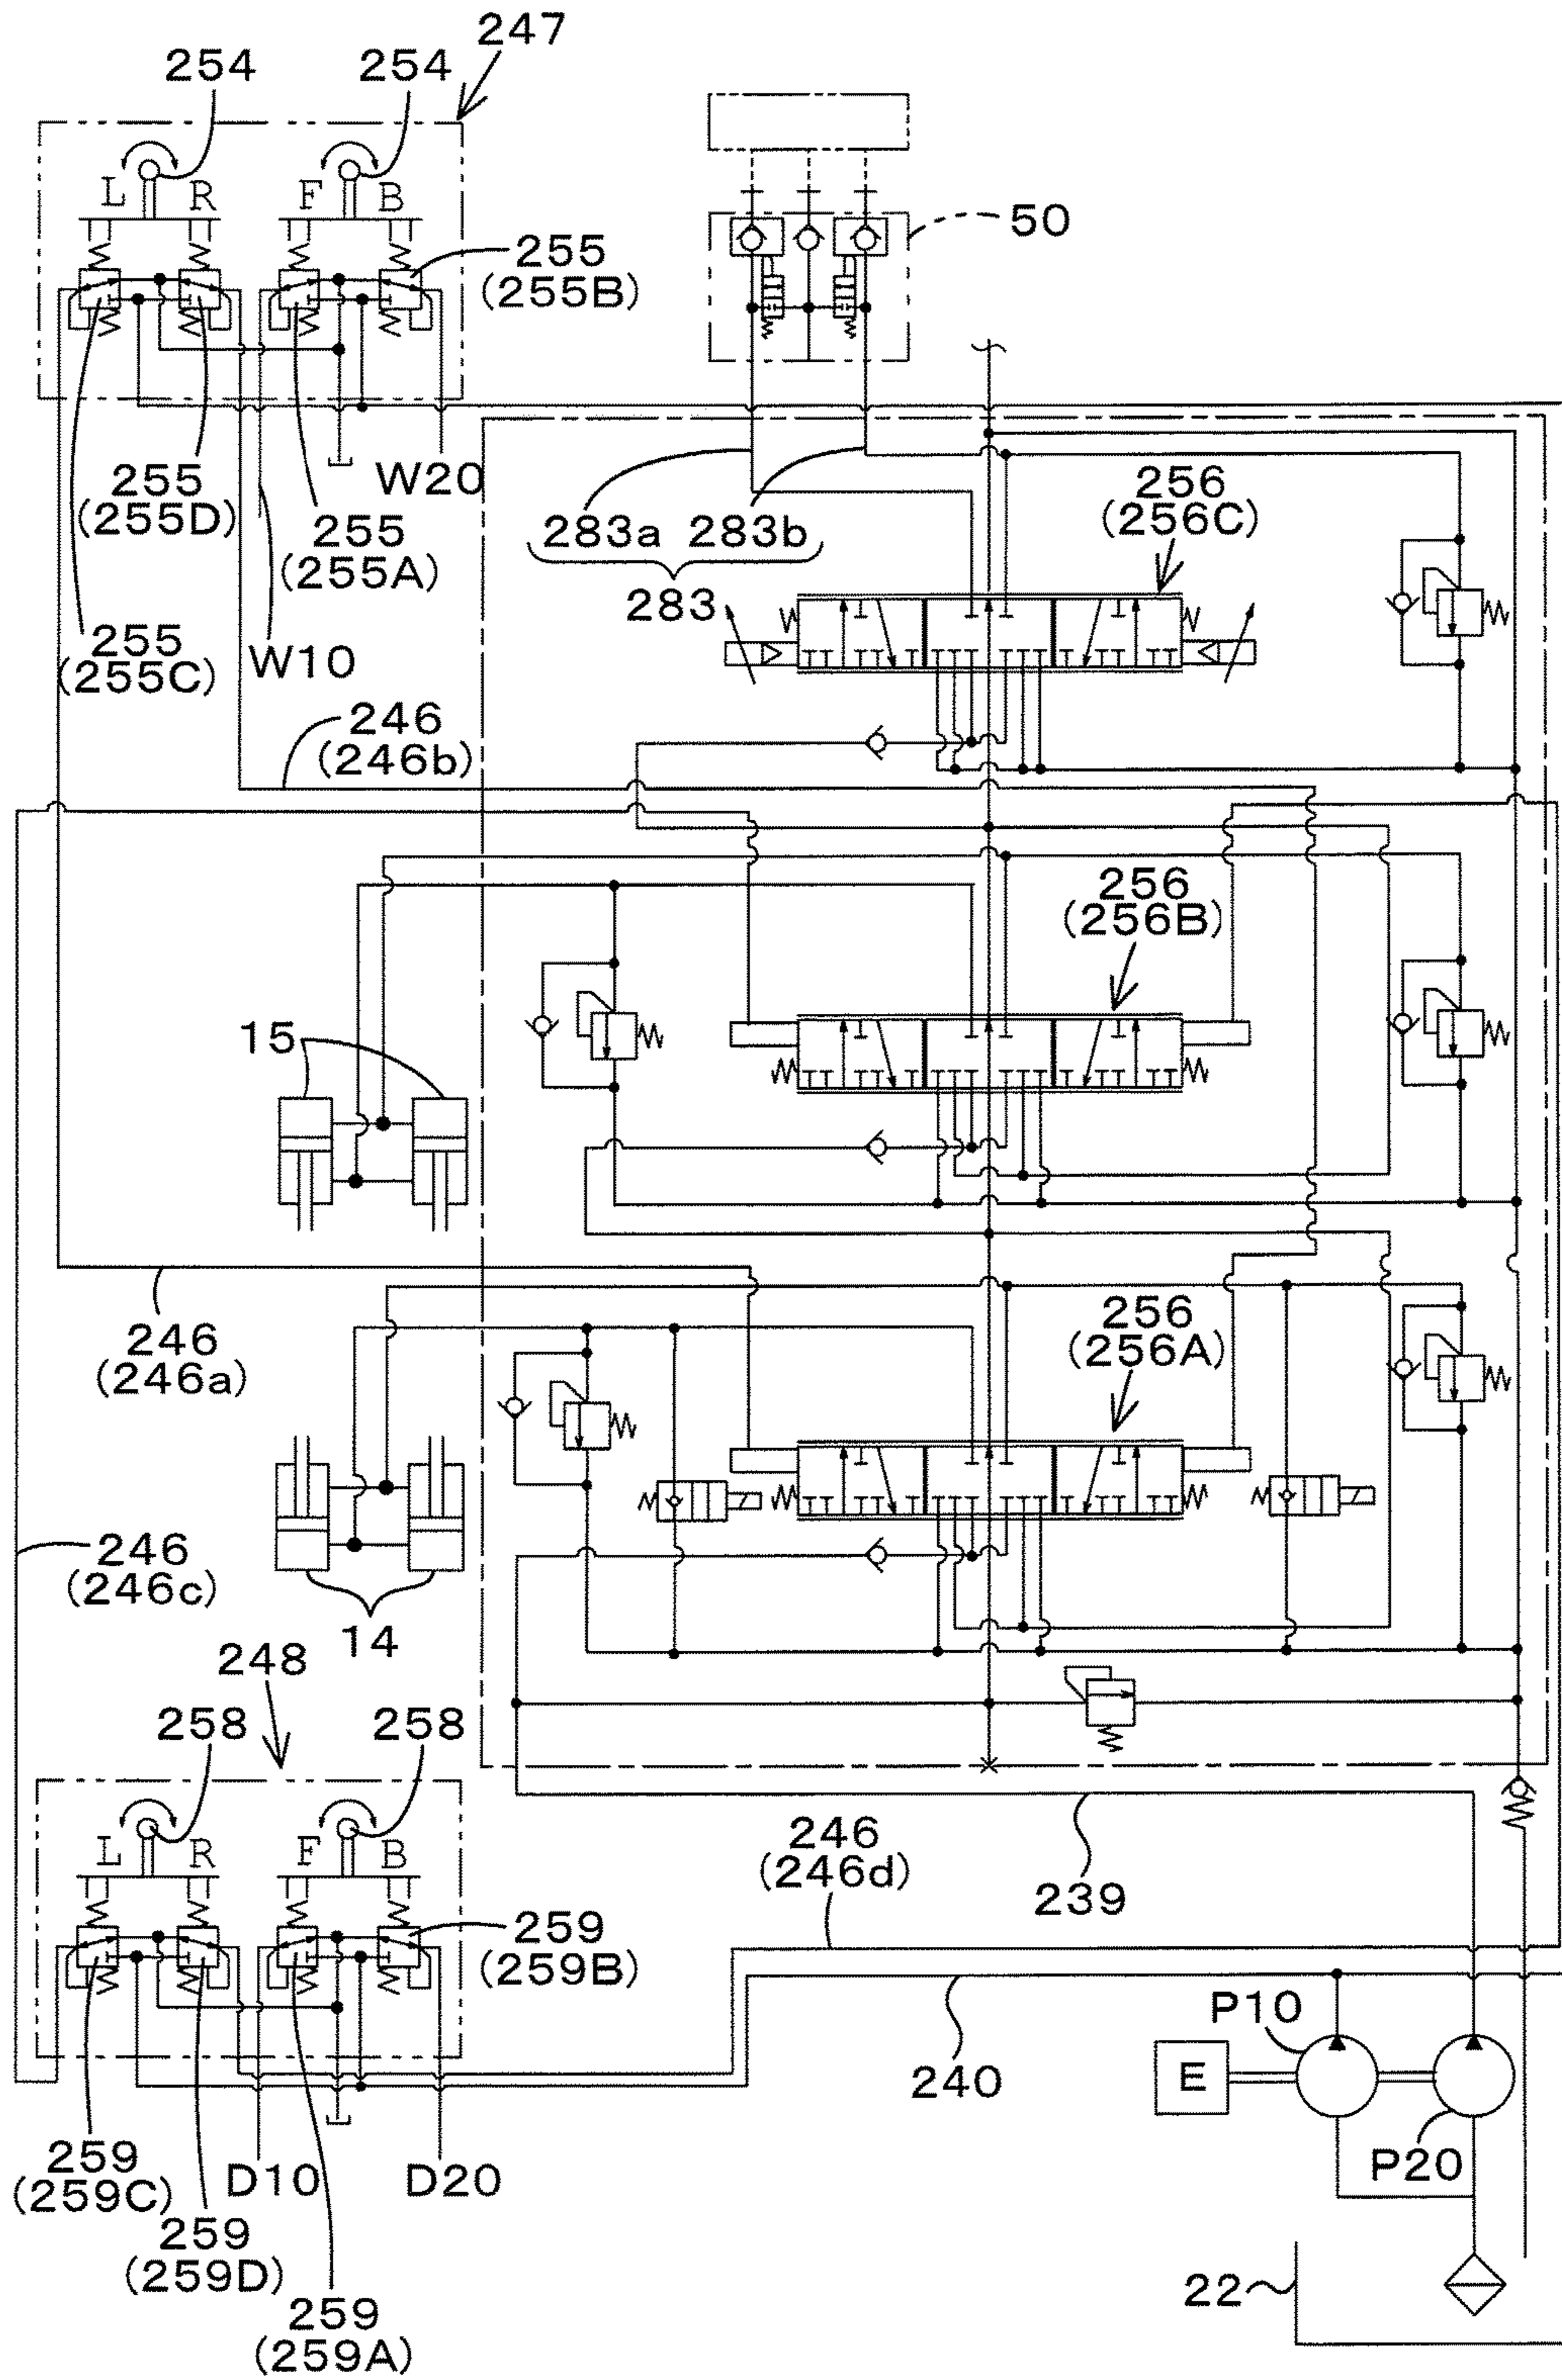 247
254
254
L
R
F
B
50
255
(255B)
W20
255
(255D)
255
(255A)
283a
283b
283
256
(256C)
255
(255C)
W10
246
(246b)
256
(256B)
15
246
(246a)
256
(256A)
246
(246c)
14
248
258
258
L
R
F
B
246
(246d)
239
259
(259B)
P10
240
E
259
(259C)
D10
D20
P20
259
(259D)
22
259
(259A)